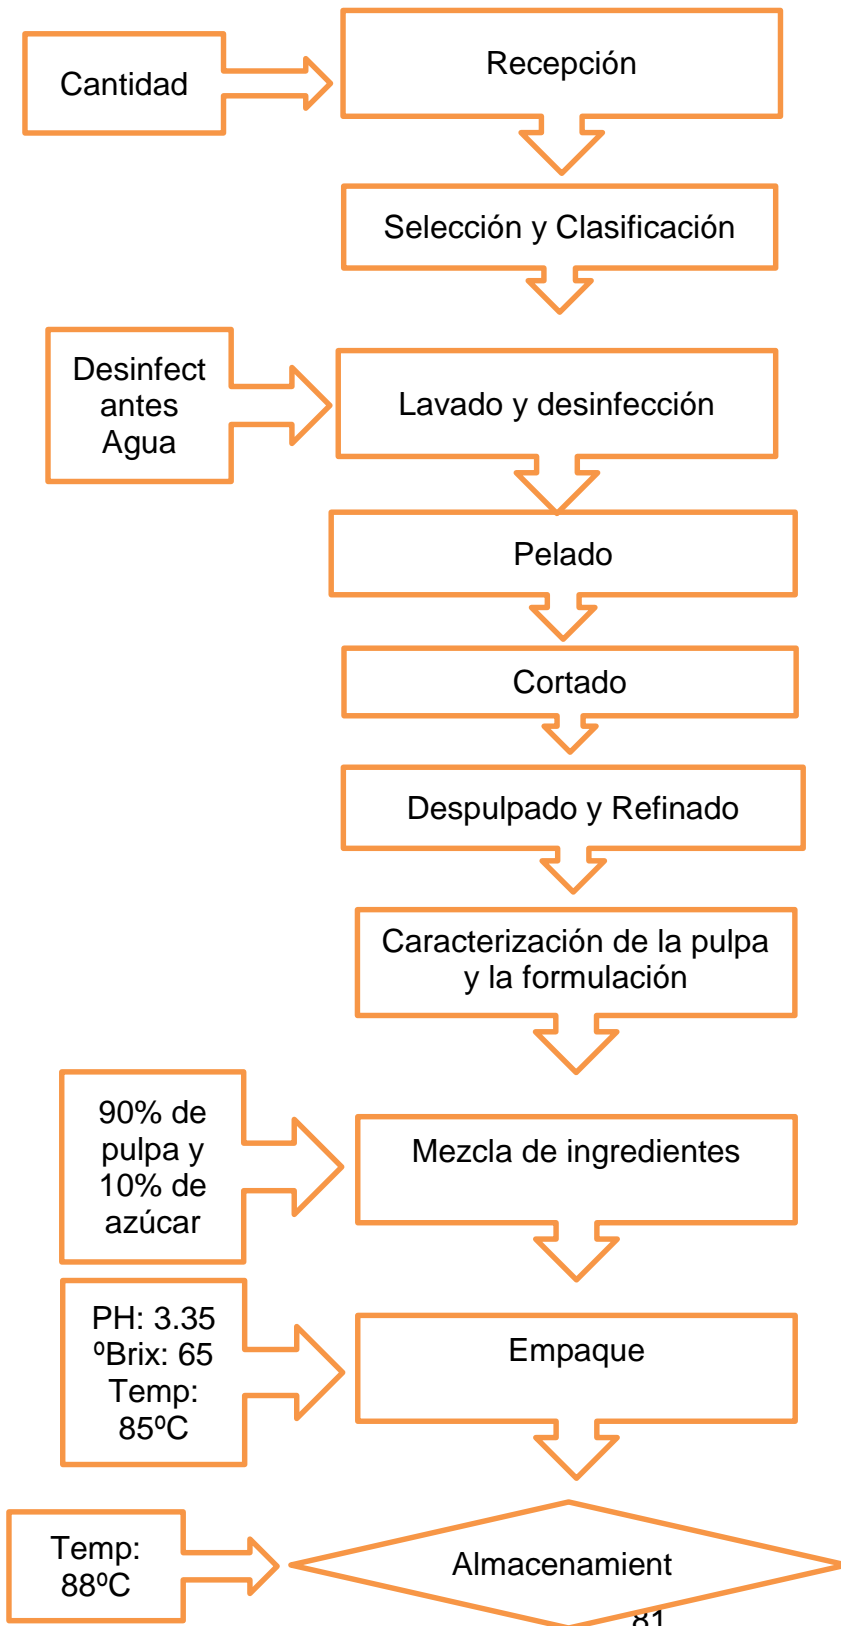 Cantidad
Recepción
Selección y Clasificación
Desinfect
antes
Agua
Lavado y desinfección
Pelado
Cortado
Despulpado y Refinado
Caracterización de la pulpa
y la formulación
90% de
pulpa y
10% de
azúcar
Mezcla de ingredientes
PH: 3.35
ºBrix: 65
Temp:
85ºC
Empaque
Temp:
88ºC
Almacenamient
81